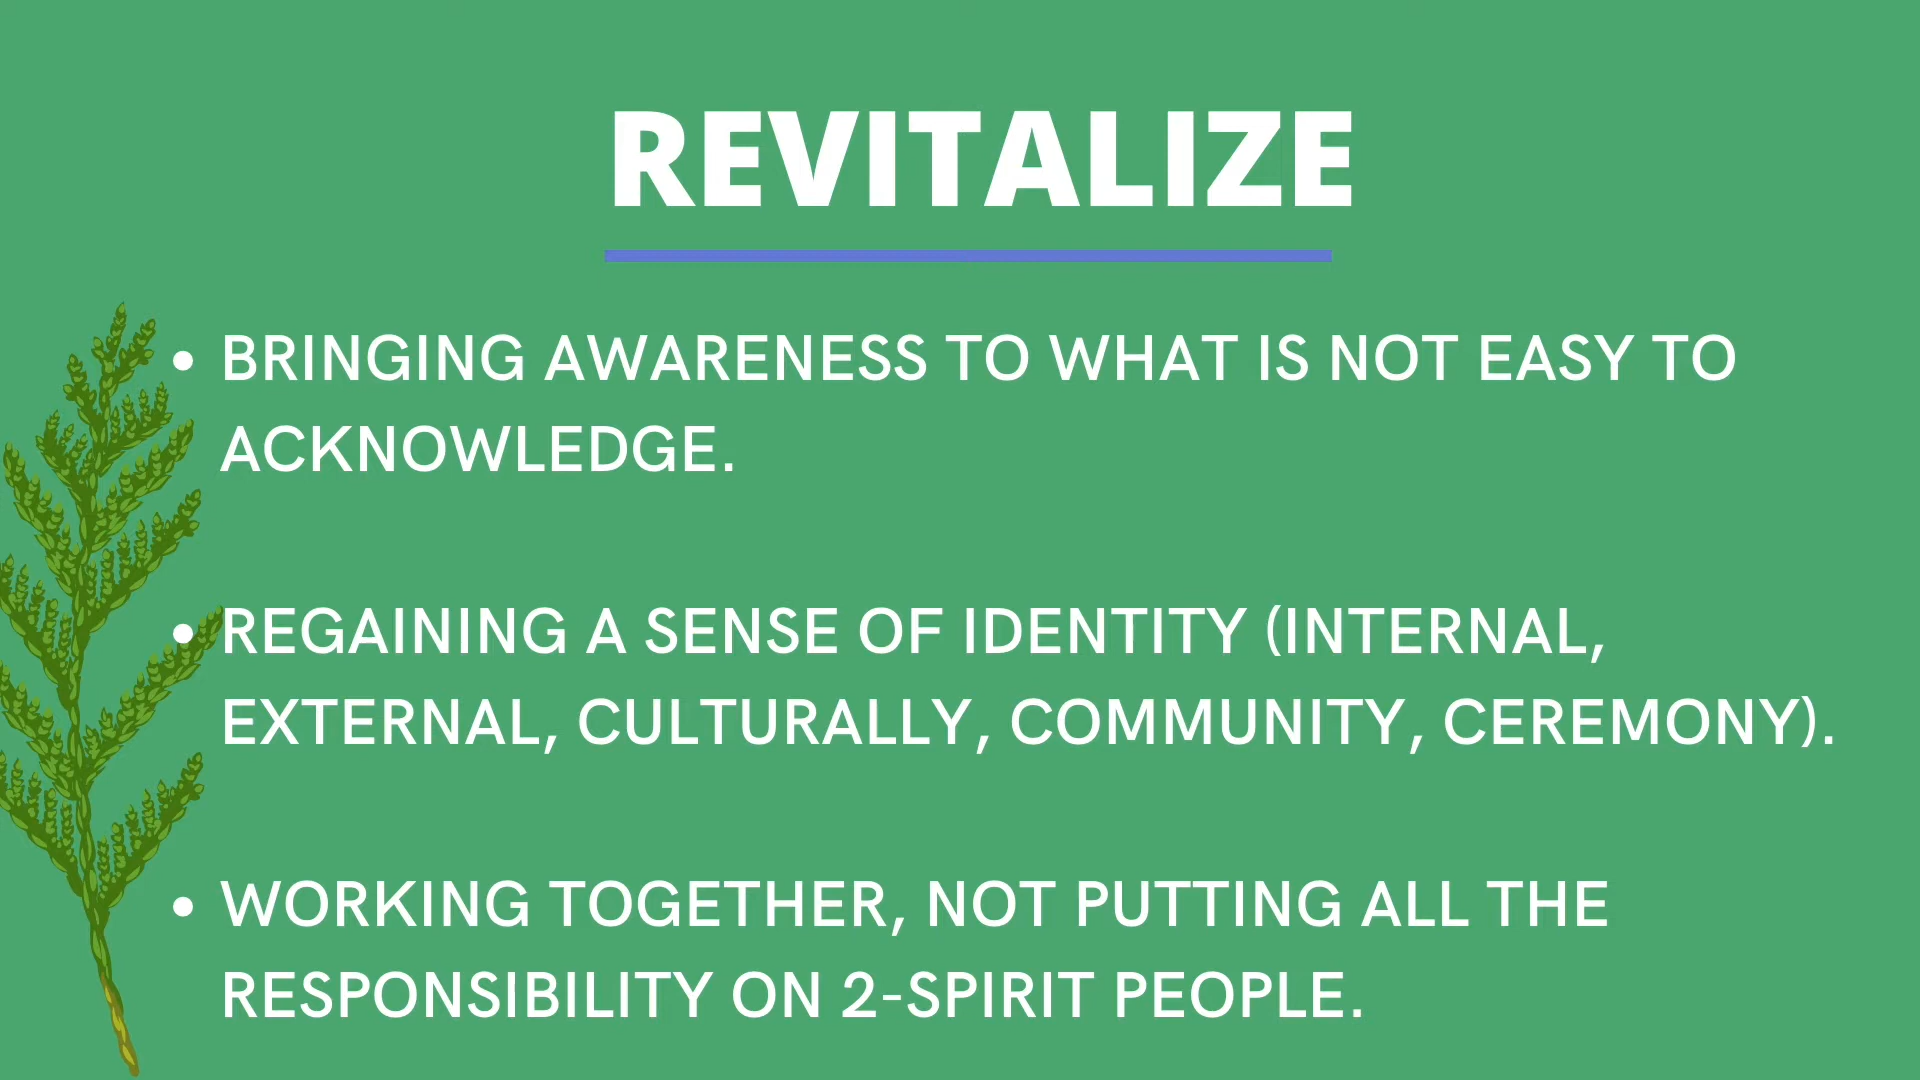 REVITALIZE
• BRINGING AWARENESS TO WHAT IS NOT EASY TO
ACKNOWLEDGE.
• REGAINING A SENSE OF IDENTITY (INTERNAL,
EXTERNAL, CULTURALLY, COMMUNITY, CEREMONY).
• WORKING TOGETHER, NOT PUTTING ALL THE
RESPONSIBILITY ON 2-SPIRIT PEOPLE.